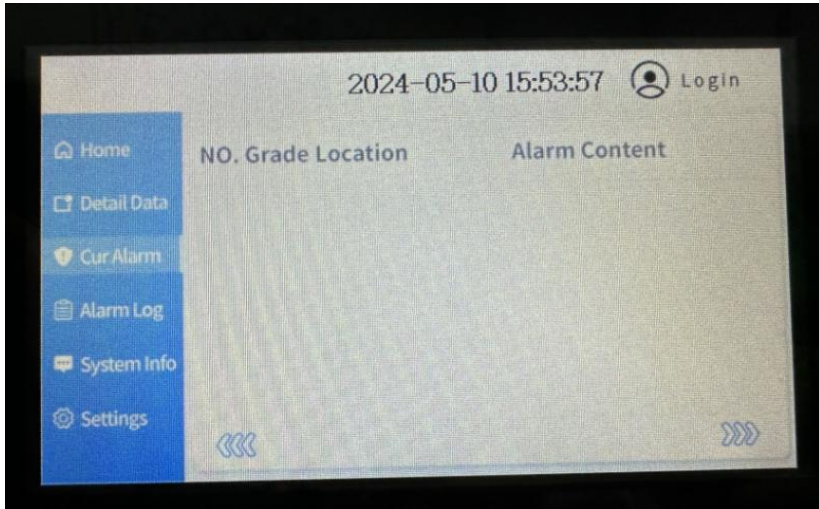 2024-05-10 15:53:57 Login
Home
Detail Data
Cur Alarm
Alarm Log
System Info
Settings
NO. Grade Location Alarm Content